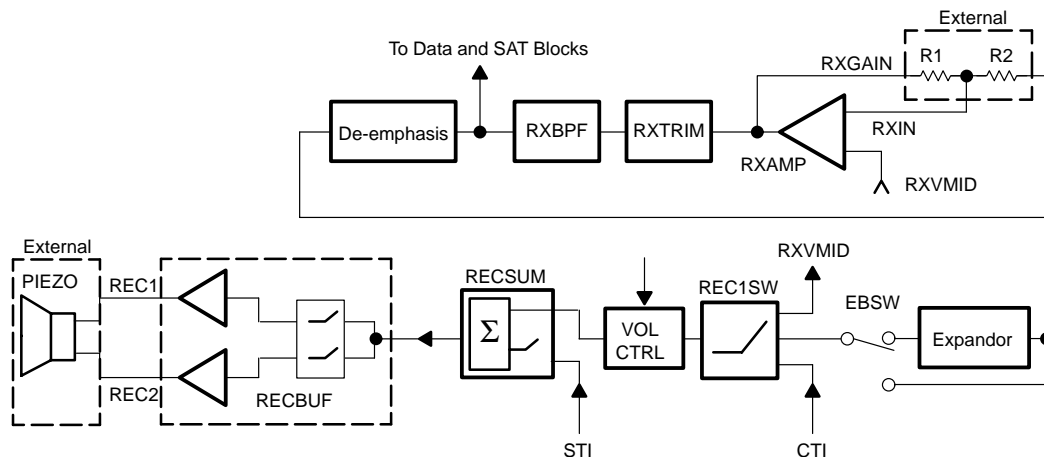 External
To Data and SAT Blocks
R1
R2
RXGAIN
De-emphasis
RXBPF
RXTRIM
RXIN
RXAMP
RXVMID
External
PIEZO
REC1
REC2
RECBUF
RECSUM
Σ
STI
VOL
CTRL
REC1SW
RXVMID
CTI
EBSW
Expandor